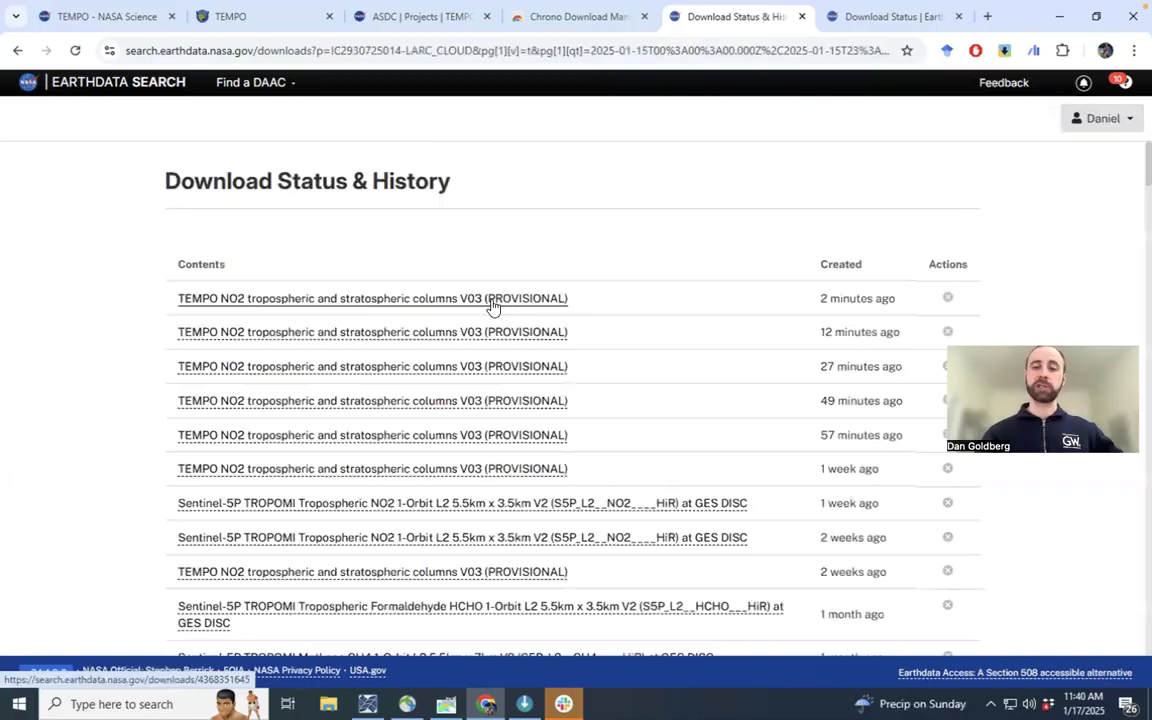 TEMPO - NASA Science
TEMPO
ASDC | Projects | TEMPO
Chrono Download Man
Download Status & His
Download Status | Eart
search.earthdata.nasa.gov/downloads?p=!C2930725014-LARC_CLOUD&pg[1][v]=t&pg[1][qt]=2025-01-15T00%3A00%3A00.000Z%2C2025-01-15T23%3A...
NASA | EARTHDATA SEARCH
Find a DAAC
Feedback
10
Daniel
Download Status & History
Contents Created Actions
TEMPO NO2 tropospheric and stratospheric columns V03 (PROVISIONAL) 2 minutes ago
TEMPO NO2 tropospheric and stratospheric columns V03 (PROVISIONAL) 12 minutes ago
TEMPO NO2 tropospheric and stratospheric columns V03 (PROVISIONAL) 27 minutes ago
TEMPO NO2 tropospheric and stratospheric columns V03 (PROVISIONAL) 49 minutes ago
TEMPO NO2 tropospheric and stratospheric columns V03 (PROVISIONAL) 57 minutes ago
GW
Dan Goldberg
TEMPO NO2 tropospheric and stratospheric columns V03 (PROVISIONAL) 1 week ago
Sentinel-5P TROPOMI Tropospheric NO2 1-Orbit L2 5.5km x 3.5km V2 (S5P_L2__NO2____HiR) at GES DISC 1 week ago
Sentinel-5P TROPOMI Tropospheric NO2 1-Orbit L2 5.5km x 3.5km V2 (S5P_L2__NO2____HiR) at GES DISC 2 weeks ago
TEMPO NO2 tropospheric and stratospheric columns V03 (PROVISIONAL) 2 weeks ago
Sentinel-5P TROPOMI Tropospheric Formaldehyde HCHO 1-Orbit L2 5.5km x 3.5km V2 (S5P_L2__HCHO___HiR) at
GES DISC
1 month ago
NASA Official: Stephen Berrick · FOIA · NASA Privacy Policy · USA.gov
Earthdata Access: A Section 508 accessible alternative
https://search.earthdata.nasa.gov/downloads/4368351645
Type here to search
Precip on Sunday
11:40 AM
1/17/2025
26